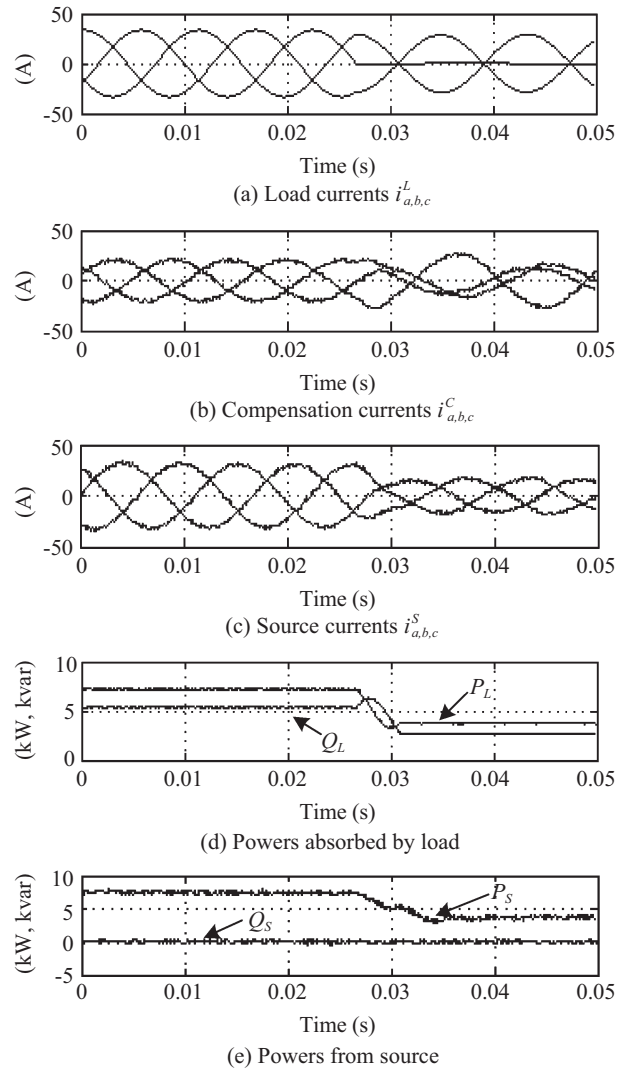 50
(A)
0
-50
0 0.01 0.02 0.03 0.04 0.05
Time (s)
(a) Load currents i^L_{a,b,c}
50
(A)
0
-50
0 0.01 0.02 0.03 0.04 0.05
Time (s)
(b) Compensation currents i^C_{a,b,c}
50
(A)
0
-50
0 0.01 0.02 0.03 0.04 0.05
Time (s)
(c) Source currents i^S_{a,b,c}
(kW, kvar)
10
P_L
5
Q_L
0
0 0.01 0.02 0.03 0.04 0.05
Time (s)
(d) Powers absorbed by load
(kW, kvar)
10
P_S
5
Q_S
0
-5
0 0.01 0.02 0.03 0.04 0.05
Time (s)
(e) Powers from source